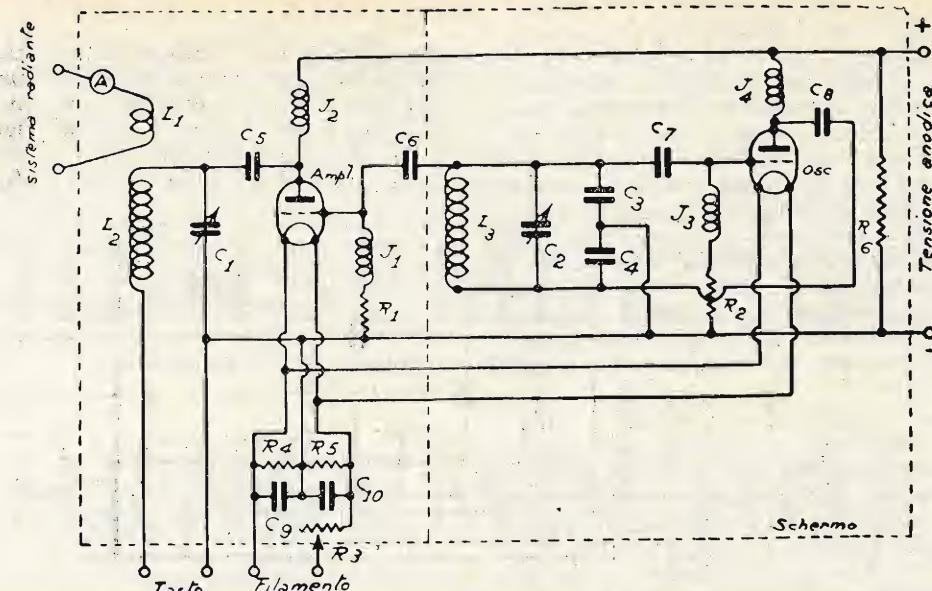 sistema radiante
A
L1
J2
C5
C6
Ampl.
L2
C1
J1
R1
L3
C2
C3
C4
C7
J3
R2
J4
C8
Osc
R6
+
Tensione anodica
-
R4
R5
C9
C10
R3
Schermo
Tasto
Filamento